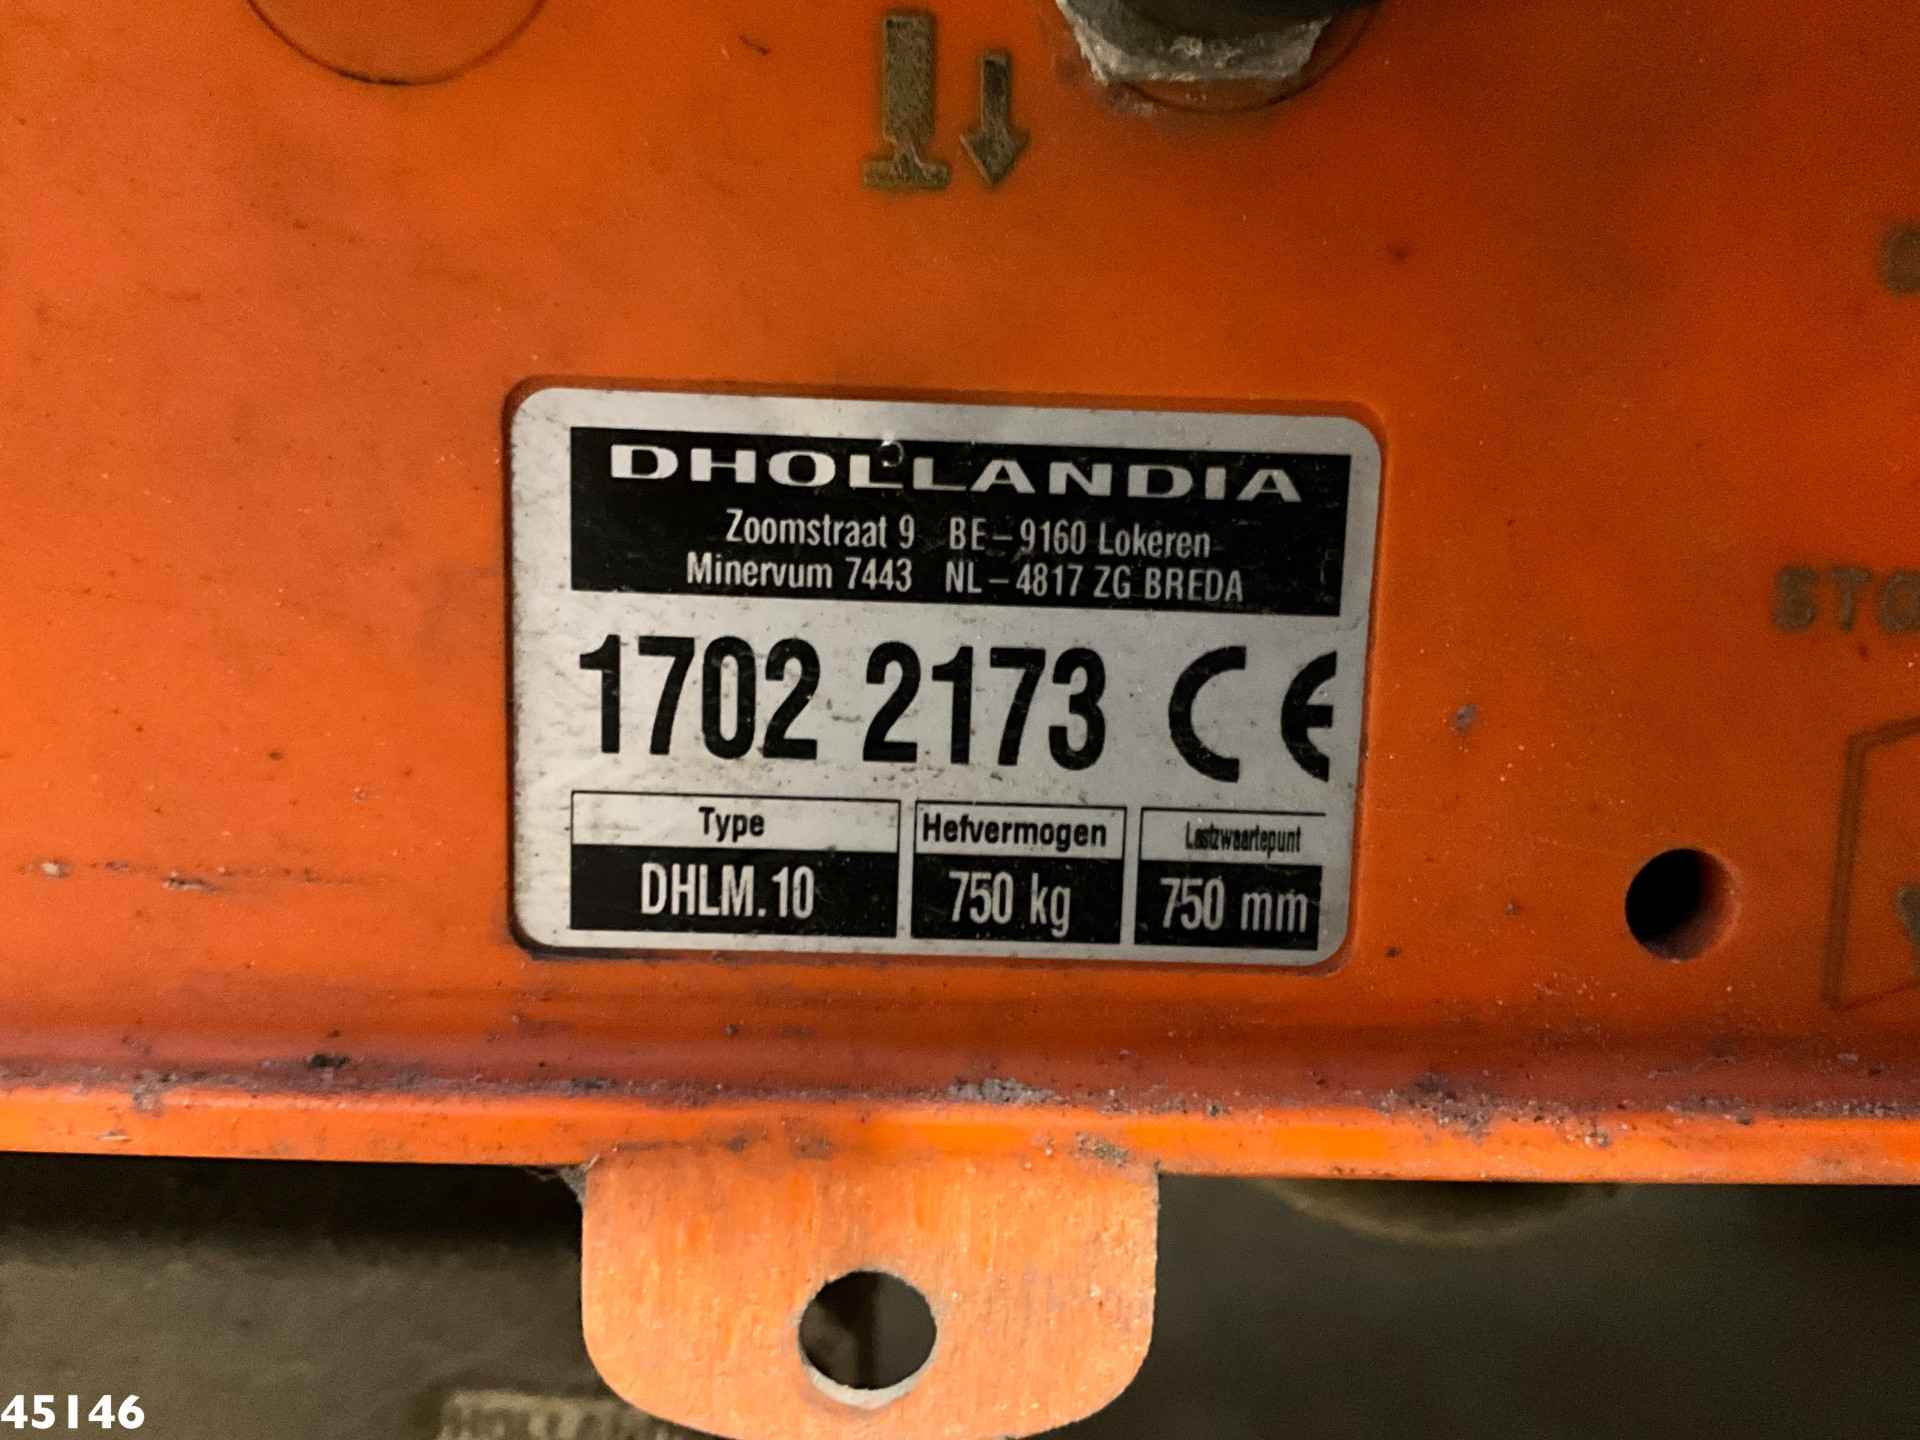 DHOLLANDIA
Zoomstraat 9 BE-9160 Lokeren
Minervum 7443 NL-4817 ZG BREDA
1702 2173 CE
Type Hefvermogen Lastzwaartepunt
DHLM.10 750 kg 750 mm
45146